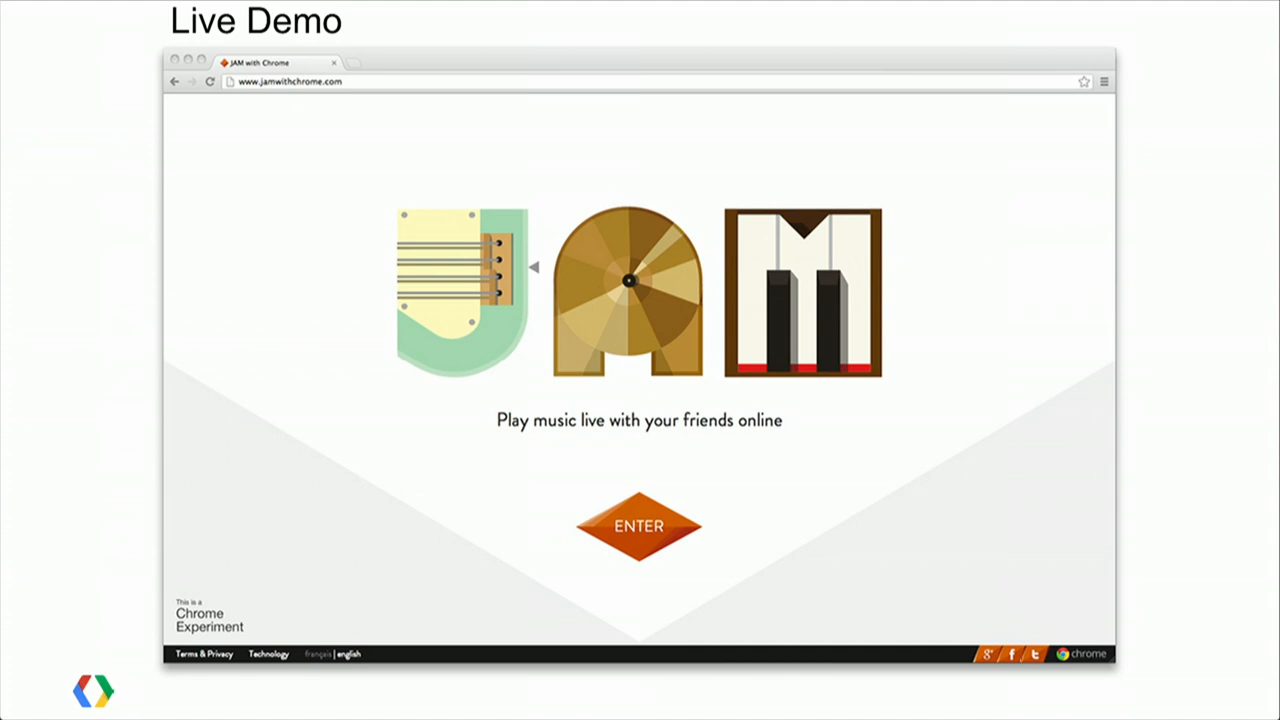 Live Demo
JAM with Chrome
www.jamwithchrome.com
JAM
Play music live with your friends online
ENTER
This is a
Chrome
Experiment
Terms & Privacy Technology français | english
g+ f t chrome